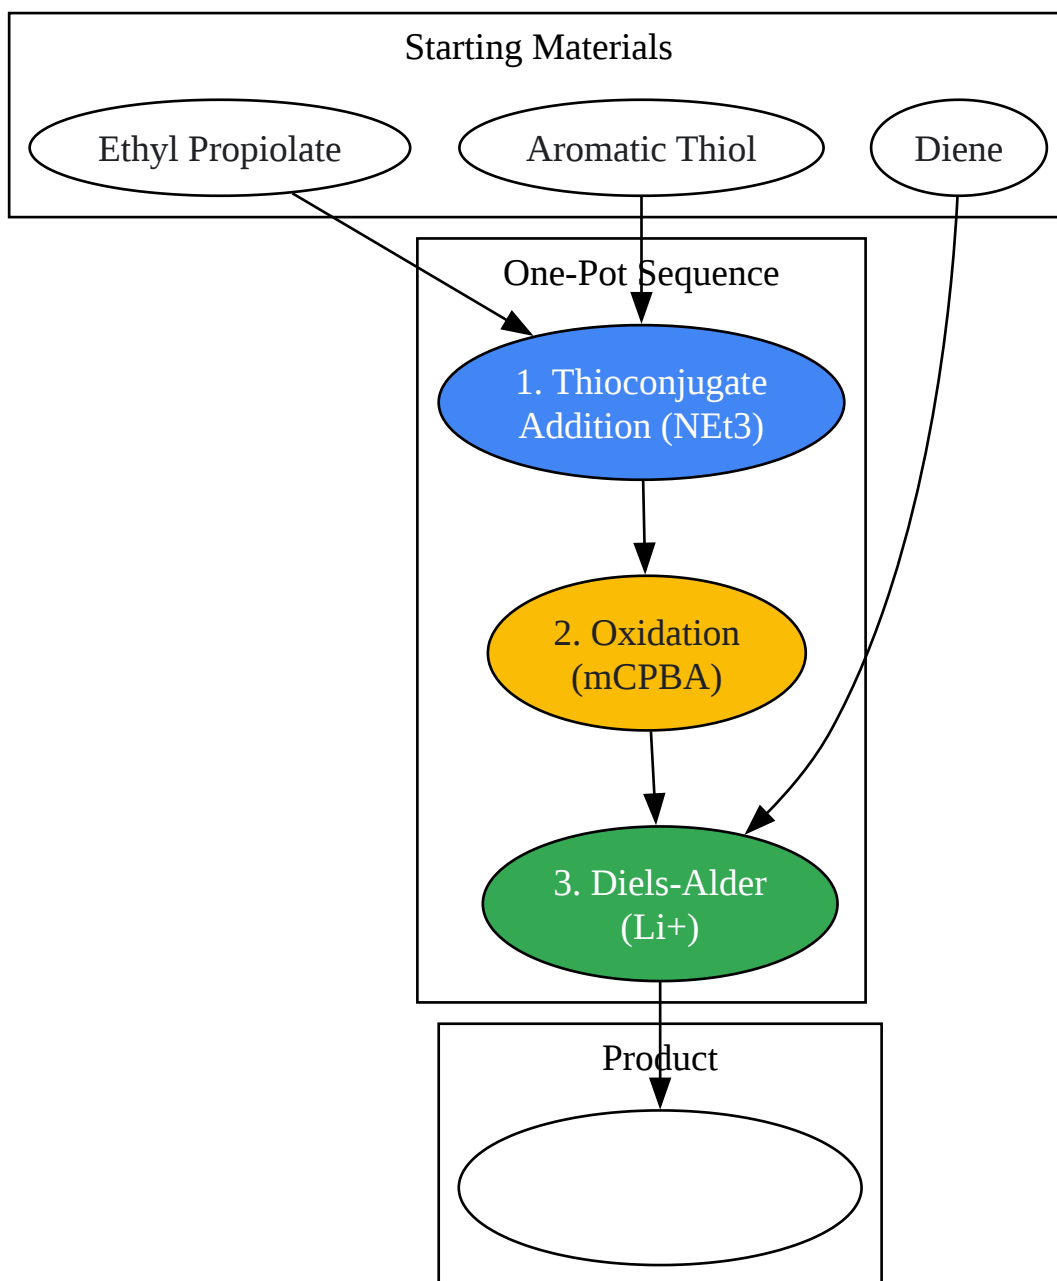 Starting Materials
Ethyl Propiolate
Aromatic Thiol
Diene
One-Pot Sequence
1. Thioconjugate
Addition (NEt3)
2. Oxidation
(mCPBA)
3. Diels-Alder
(Li+)
Product